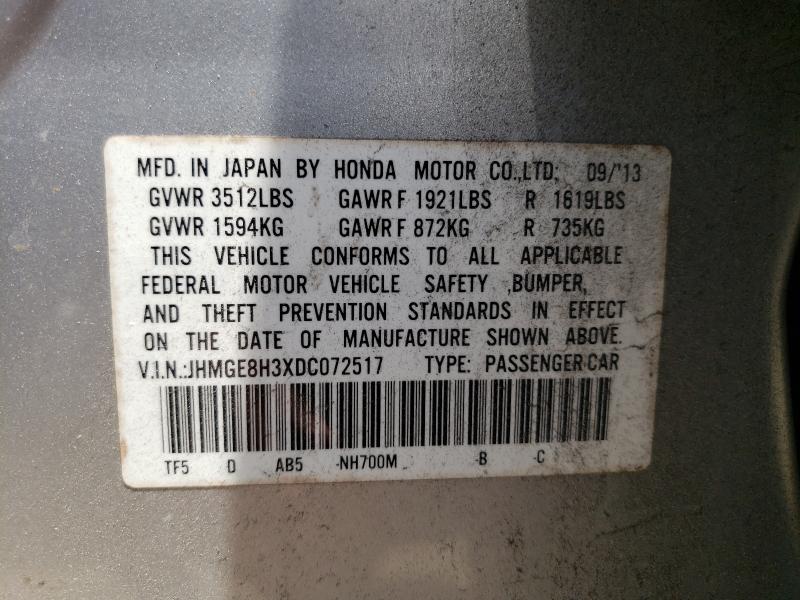 MFD. IN JAPAN BY HONDA MOTOR CO.,LTD; 09/'13
GVWR 3512LBS GAWR F 1921LBS R 1619LBS
GVWR 1594KG GAWR F 872KG R 735KG
THIS VEHICLE CONFORMS TO ALL APPLICABLE
FEDERAL MOTOR VEHICLE SAFETY ,BUMPER,
AND THEFT PREVENTION STANDARDS IN EFFECT
ON THE DATE OF MANUFACTURE SHOWN ABOVE.
V.I.N.:JHMGE8H3XDC072517 TYPE: PASSENGER CAR
TF5 D AB5 -NH700M -B -C